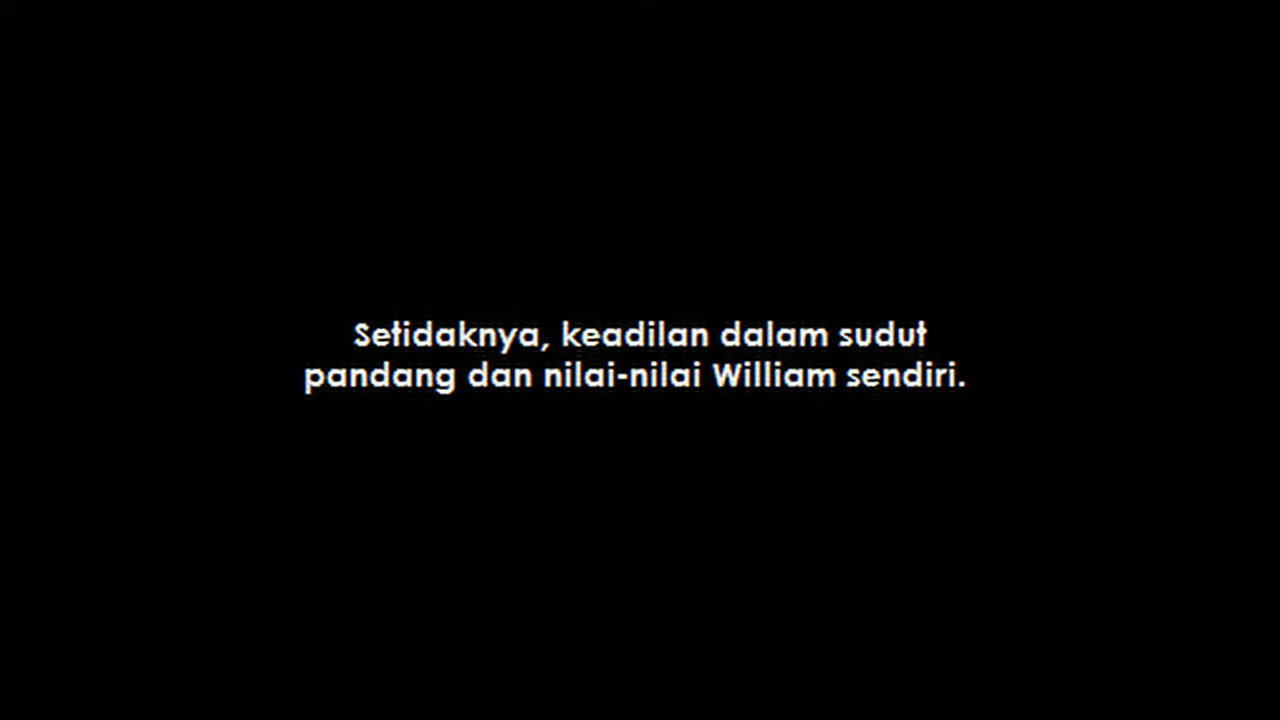 Setidaknya, keadilan dalam sudut
pandang dan nilai-nilai William sendiri.